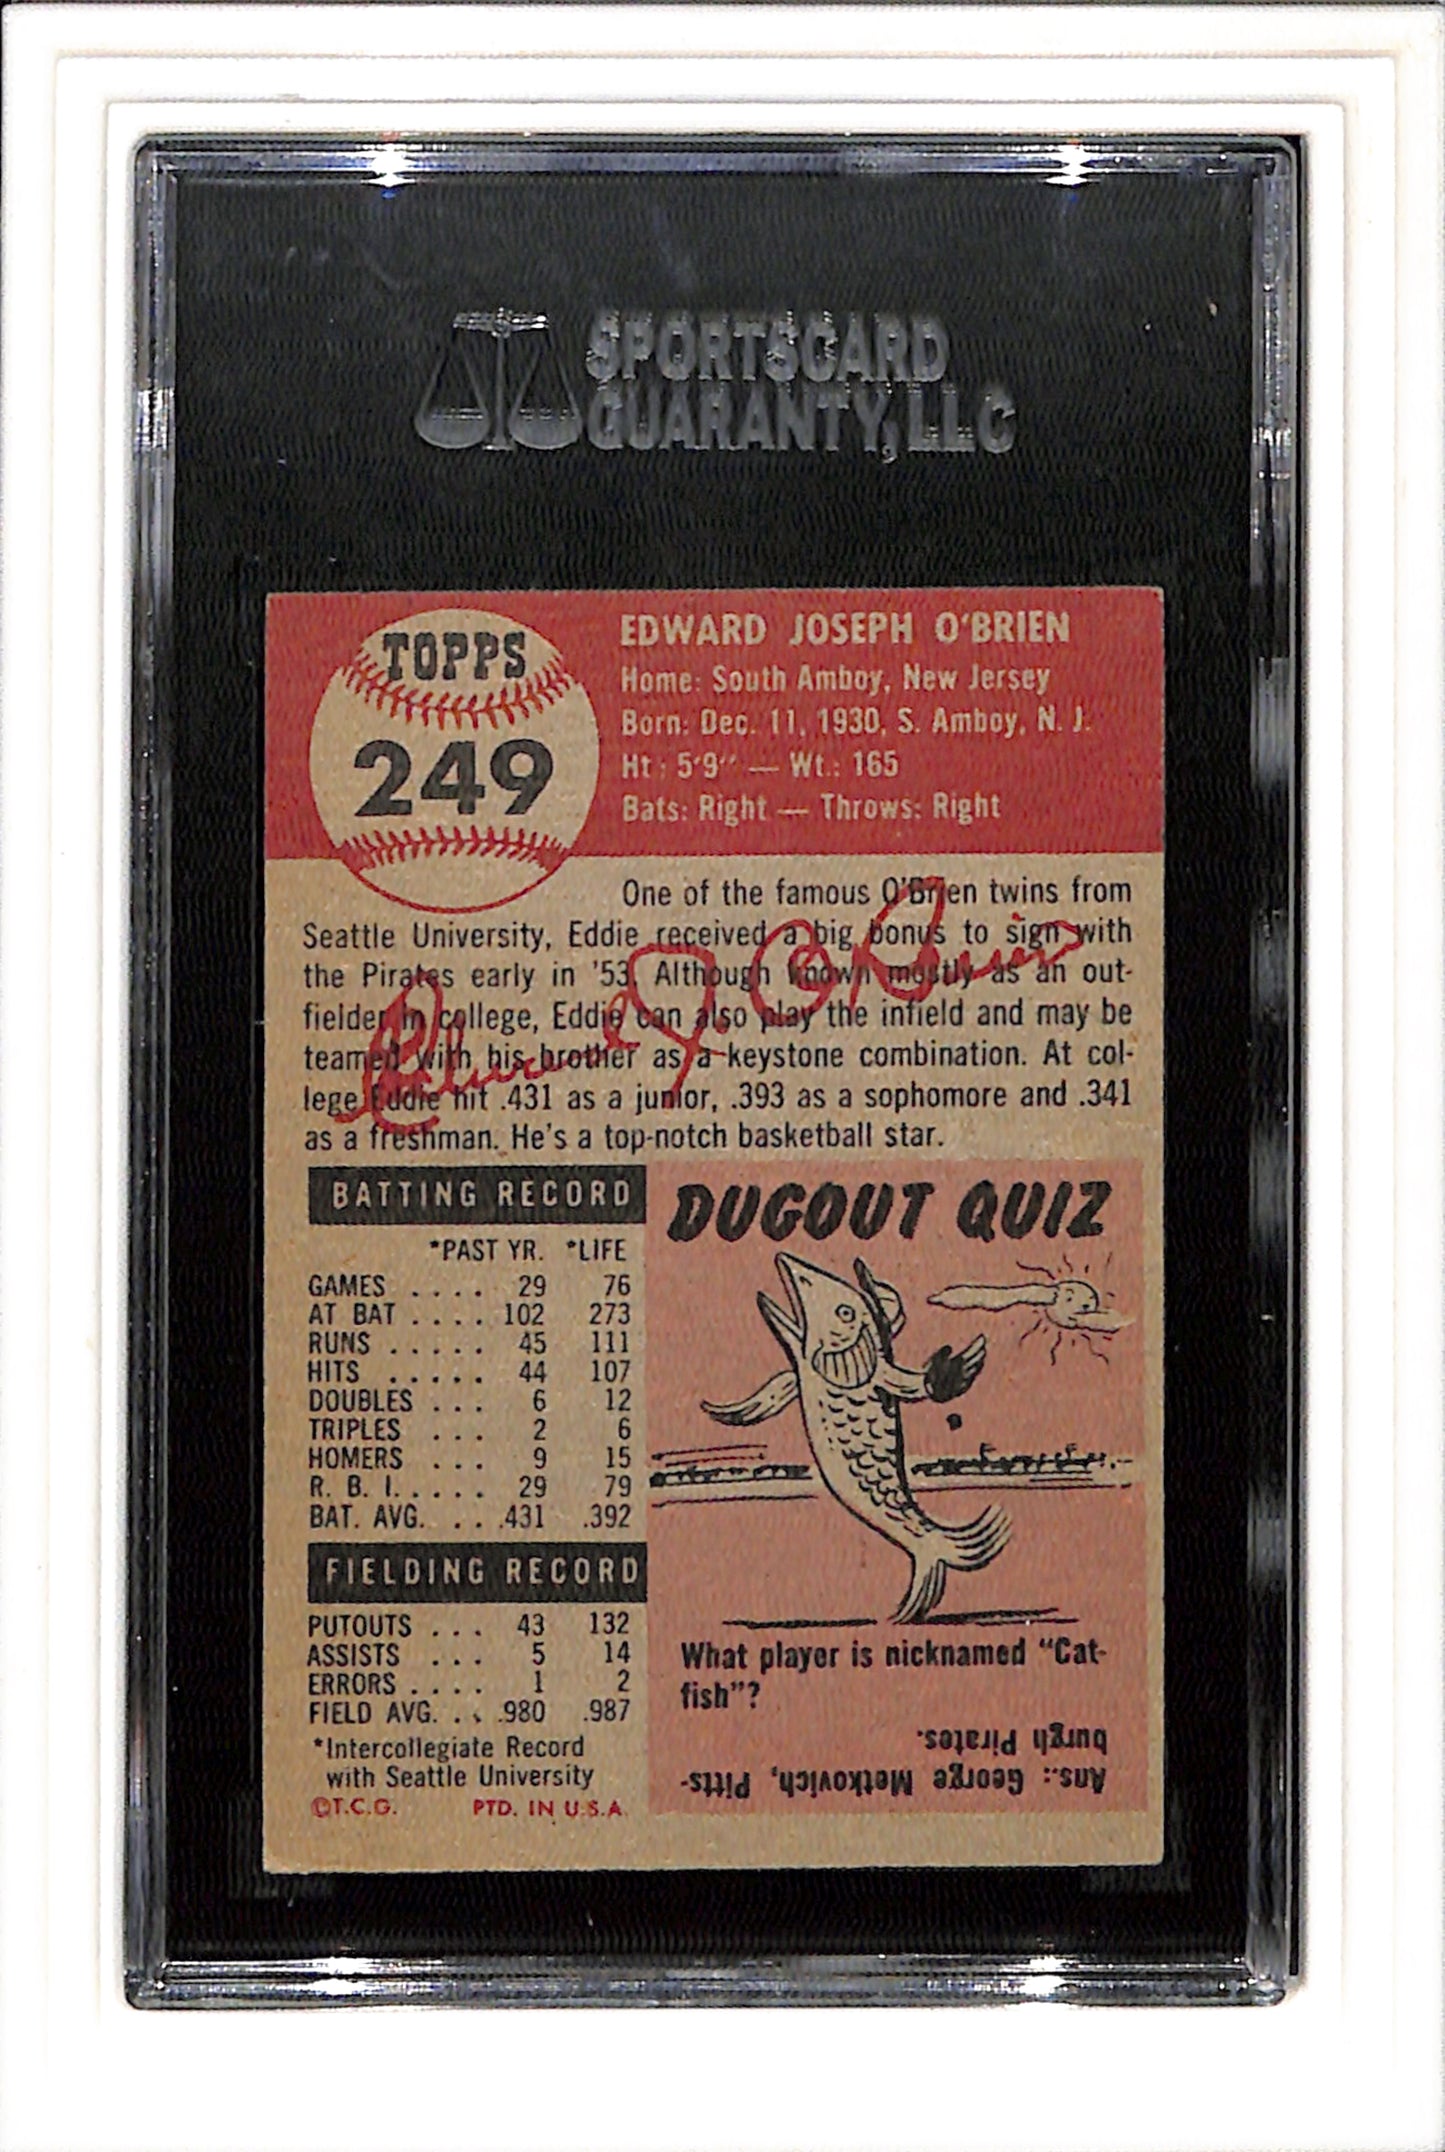 SPORTSCARD
GUARANTY, LLC
TOPPS
249
EDWARD JOSEPH O'BRIEN
Home: South Amboy, New Jersey
Born: Dec. 11, 1930, S. Amboy, N. J.
Ht: 5'9" — Wt.: 165
Bats: Right — Throws: Right
One of the famous O'Brien twins from
Seattle University, Eddie received a big bonus to sign with
the Pirates early in '53. Although known mostly as an out-
fielder in college, Eddie can also play the infield and may be
teamed with his brother as a keystone combination. At col-
lege Eddie hit .431 as a junior, .393 as a sophomore and .341
as a freshman. He's a top-notch basketball star.
Edward J. O'Brien
BATTING RECORD
*PAST YR. *LIFE
GAMES .... 29 76
AT BAT .... 102 273
RUNS ..... 45 111
HITS ..... 44 107
DOUBLES ... 6 12
TRIPLES ... 2 6
HOMERS ... 9 15
R. B. I. .... 29 79
BAT. AVG. ... .431 .392
FIELDING RECORD
PUTOUTS ... 43 132
ASSISTS ... 5 14
ERRORS .... 1 2
FIELD AVG. .. .980 .987
*Intercollegiate Record
with Seattle University
©T.C.G. PTD. IN U.S.A.
DUGOUT QUIZ
What player is nicknamed "Cat-
fish"?
Ans.: George Metkovich, Pitts-
burgh Pirates.